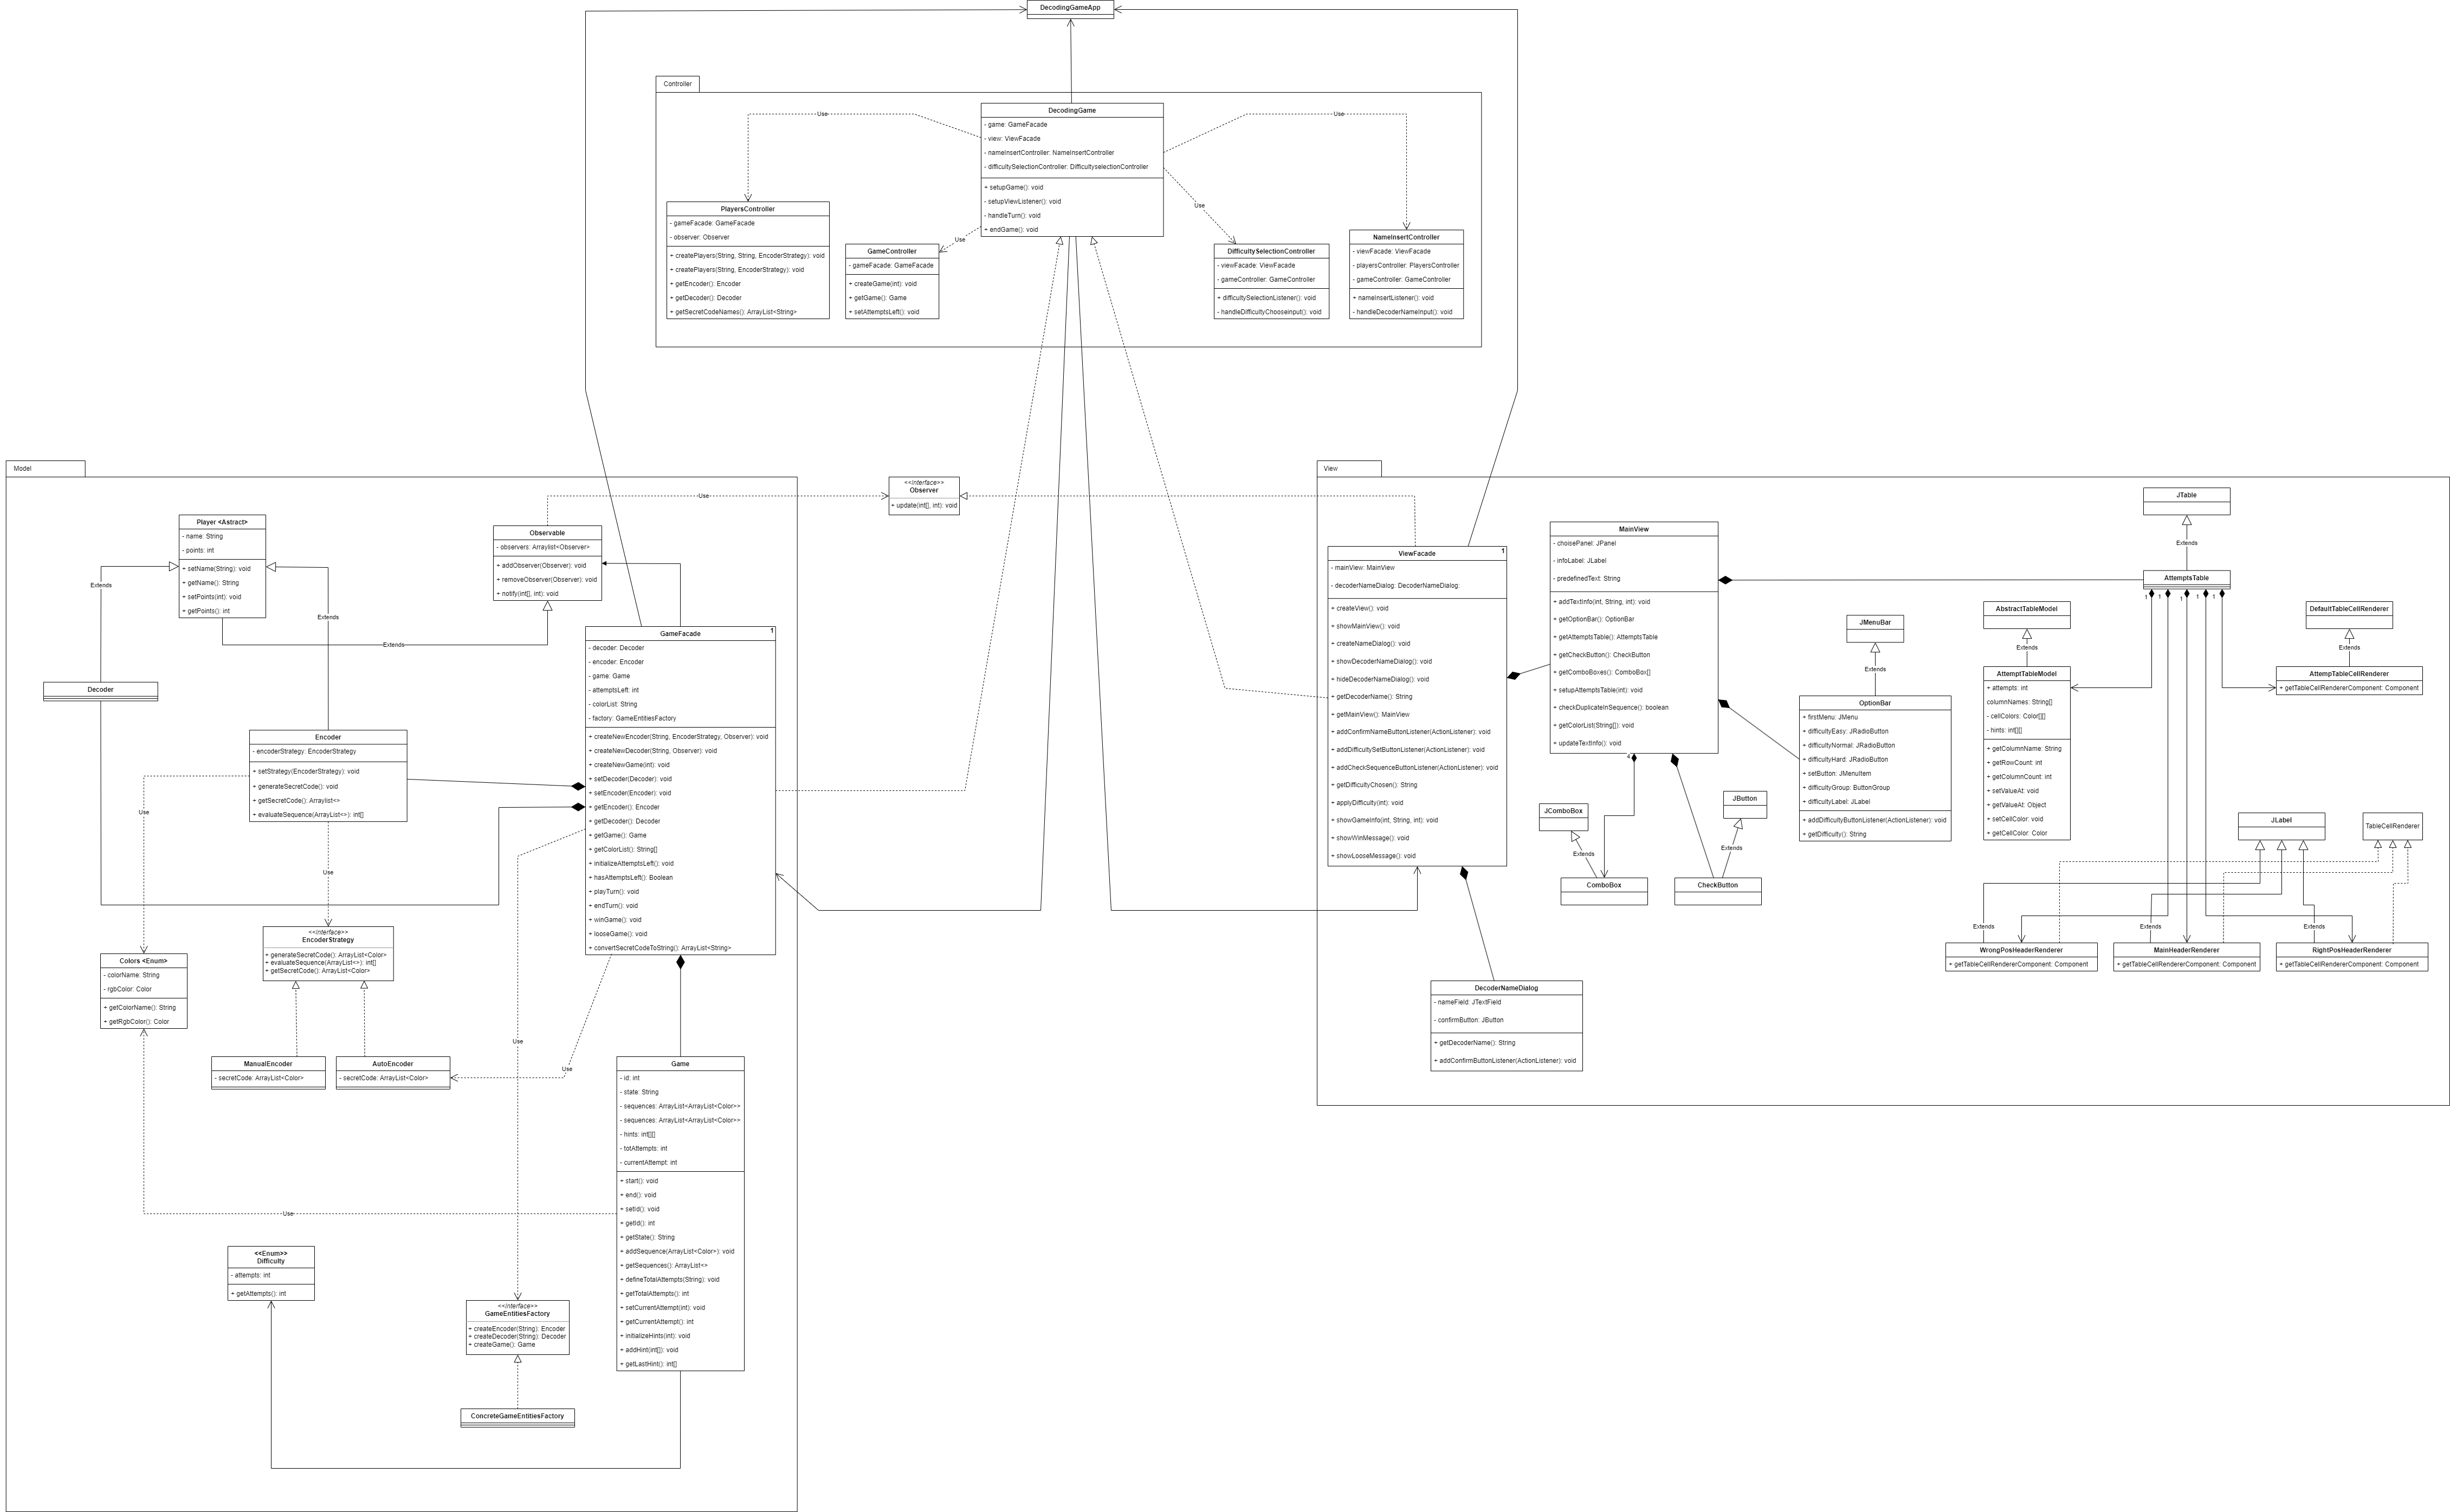 DecodingGameApp
Controller
DecodingGame
- game: GameFacade
- view: ViewFacade
- nameInsertController: NameInsertController
- difficultySelectionController: DifficultyselectionController
+ setupGame(): void
- setupViewListener(): void
- handleTurn(): void
+ endGame(): void
Use
Use
Use
Use
PlayersController
- gameFacade: GameFacade
- observer: Observer
+ createPlayers(String, String, EncoderStrategy): void
+ createPlayers(String, EncoderStrategy): void
+ getEncoder(): Encoder
+ getDecoder(): Decoder
+ getSecretCodeNames(): ArrayList<String>
GameController
- gameFacade: GameFacade
+ createGame(int): void
+ getGame(): Game
+ setAttemptsLeft(): void
DifficultySelectionController
- viewFacade: ViewFacade
- gameController: GameController
+ difficultySelectionListener(): void
- handleDifficultyChooseinput(): void
NameInsertController
- viewFacade: ViewFacade
- playersController: PlayersController
- gameController: GameController
+ nameInsertListener(): void
- handleDecoderNameInput(): void
Model
Player <Astract>
- name: String
- points: int
+ setName(String): void
+ getName(): String
+ setPoints(int): void
+ getPoints(): int
Extends
Extends
Extends
Observable
- observers: Arraylist<Observer>
+ addObserver(Observer): void
+ removeObserver(Observer): void
+ notify(int[], int): void
Use
<<interface>>
Observer
+ update(int[], int): void
Decoder
Encoder
- encoderStrategy: EncoderStrategy
+ setStrategy(EncoderStrategy): void
+ generateSecretCode(): void
+ getSecretCode(): Arraylist<>
+ evaluateSequence(ArrayList<>): int[]
Use
Use
GameFacade
1
- decoder: Decoder
- encoder: Encoder
- game: Game
- attemptsLeft: int
- colorList: String
- factory: GameEntitiesFactory
+ createNewEncoder(String, EncoderStrategy, Observer): void
+ createNewDecoder(String, Observer): void
+ createNewGame(int): void
+ setDecoder(Decoder): void
+ setEncoder(Encoder): void
+ getEncoder(): Encoder
+ getDecoder(): Decoder
+ getGame(): Game
+ getColorList(): String[]
+ initializeAttemptsLeft(): void
+ hasAttemptsLeft(): Boolean
+ playTurn(): void
+ endTurn(): void
+ winGame(): void
+ looseGame(): void
+ convertSecretCodeToString(): ArrayList<String>
<<interface>>
EncoderStrategy
+ generateSecretCode(): ArrayList<Color>
+ evaluateSequence(ArrayList<>): int[]
+ getSecretCode(): ArrayList<Color>
Colors <Enum>
- colorName: String
- rgbColor: Color
+ getColorName(): String
+ getRgbColor(): Color
ManualEncoder
- secretCode: ArrayList<Color>
AutoEncoder
- secretCode: ArrayList<Color>
Use
Use
Use
Game
- id: int
- state: String
- sequences: ArrayList<ArrayList<Color>>
- sequences: ArrayList<ArrayList<Color>>
- hints: int[][]
- totAttempts: int
- currentAttempt: int
+ start(): void
+ end(): void
+ setId(): void
+ getId(): int
+ getState(): String
+ addSequence(ArrayList<Color>): void
+ getSequences(): ArrayList<>
+ defineTotalAttempts(String): void
+ getTotalAttempts(): int
+ setCurrentAttempt(int): void
+ getCurrentAttempt(): int
+ initializeHints(int): void
+ addHint(int[]): void
+ getLastHint(): int[]
<<Enum>>
Difficulty
- attempts: int
+ getAttempts(): int
<<interface>>
GameEntitiesFactory
+ createEncoder(String): Encoder
+ createDecoder(String): Decoder
+ createGame(): Game
ConcreteGameEntitiesFactory
View
ViewFacade
1
- mainView: MainView
- decoderNameDialog: DecoderNameDialog:
+ createView(): void
+ showMainView(): void
+ createNameDialog(): void
+ showDecoderNameDialog(): void
+ hideDecoderNameDialog(): void
+ getDecoderName(): String
+ getMainView(): MainView
+ addConfirmNameButtonListener(ActionListener): void
+ addDifficultySetButtonListener(ActionListener): void
+ addCheckSequenceButtonListener(ActionListener): void
+ getDifficultyChosen(): String
+ applyDifficulty(int): void
+ showGameInfo(int, String, int): void
+ showWinMessage(): void
+ showLooseMessage(): void
MainView
- choisePanel: JPanel
- infoLabel: JLabel
- predefinedText: String
+ addTextInfo(int, String, int): void
+ getOptionBar(): OptionBar
+ getAttemptsTable(): AttemptsTable
+ getCheckButton(): CheckButton
+ getComboBoxes(): ComboBox[]
+ setupAttemptsTable(int): void
+ checkDuplicateInSequence(): boolean
+ getColorList(String[]): void
+ updateTextInfo(): void
4
JComboBox
Extends
ComboBox
JButton
Extends
CheckButton
JMenuBar
Extends
OptionBar
+ firstMenu: JMenu
+ difficultyEasy: JRadioButton
+ difficultyNormal: JRadioButton
+ difficultyHard: JRadioButton
+ setButton: JMenuItem
+ difficultyGroup: ButtonGroup
+ difficultyLabel: JLabel
+ addDifficultyButtonListener(ActionListener): void
+ getDifficulty(): String
DecoderNameDialog
- nameField: JTextField
- confirmButton: JButton
+ getDecoderName(): String
+ addConfirmButtonListener(ActionListener): void
JTable
Extends
AttemptsTable
1
1
1
1
1
AbstractTableModel
Extends
AttemptTableModel
+ attempts: int
columnNames: String[]
- cellColors: Color[][]
- hints: int[][]
+ getColumnName: String
+ getRowCount: int
+ getColumnCount: int
+ setValueAt: void
+ getValueAt: Object
+ setCellColor: void
+ getCellColor: Color
DefaultTableCellRenderer
Extends
AttempTableCellRenderer
+ getTableCellRendererComponent: Component
JLabel
TableCellRenderer
Extends
Extends
Extends
WrongPosHeaderRenderer
+ getTableCellRendererComponent: Component
MainHeaderRenderer
+ getTableCellRendererComponent: Component
RightPosHeaderRenderer
+ getTableCellRendererComponent: Component